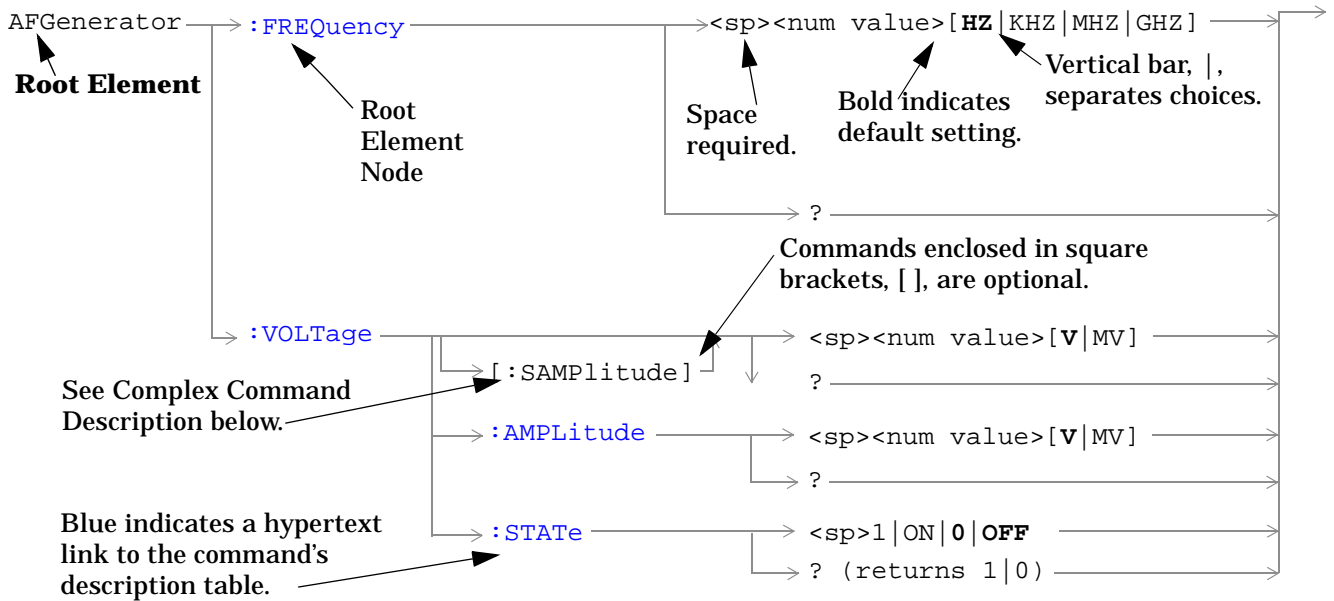 AFGenerator :FREQuency <sp><num value>[HZ|KHZ|MHZ|GHZ]
Root Element
Root
Element
Node
Space
required.
Bold indicates
default setting.
Vertical bar, |,
separates choices.
?
Commands enclosed in square
brackets, [ ], are optional.
:VOLTage <sp><num value>[V|MV]
[:SAMPlitude] ?
See Complex Command
Description below.
:AMPLitude <sp><num value>[V|MV]
?
Blue indicates a hypertext
link to the command's
description table.
:STATe <sp>1|ON|0|OFF
? (returns 1|0)